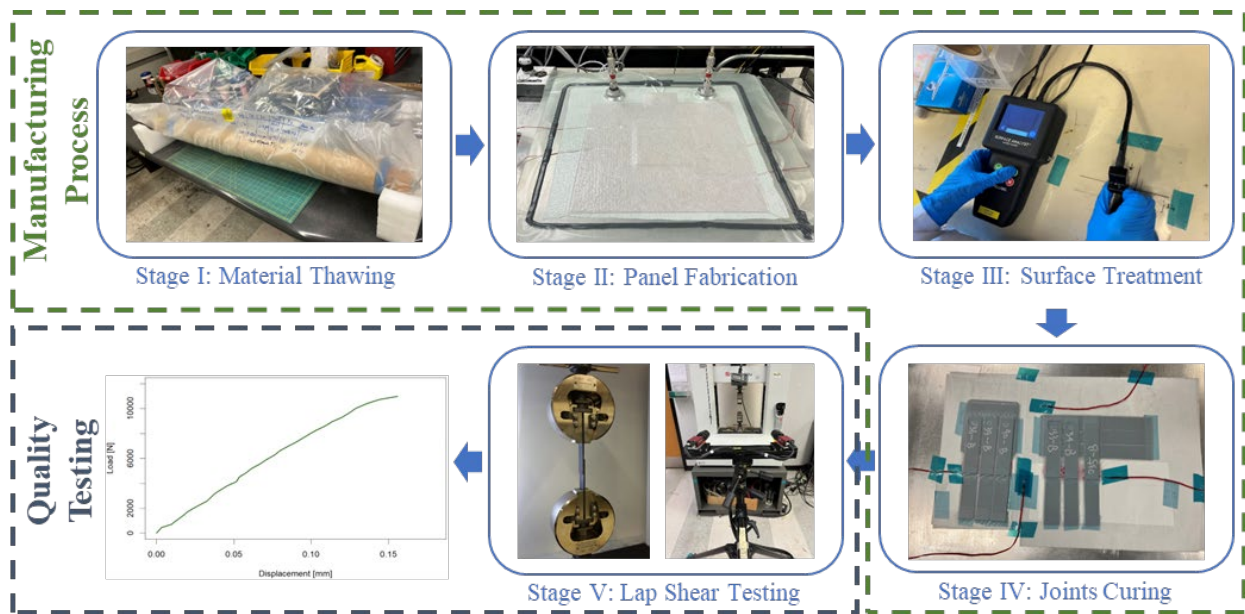 Manufacturing
Process
Stage I: Material Thawing
Stage II: Panel Fabrication
Stage III: Surface Treatment
Quality
Testing
Load [N]
10000
6000
2000
0
0.00
0.05
0.10
0.15
Displacement [mm]
Stage V: Lap Shear Testing
Stage IV: Joints Curing